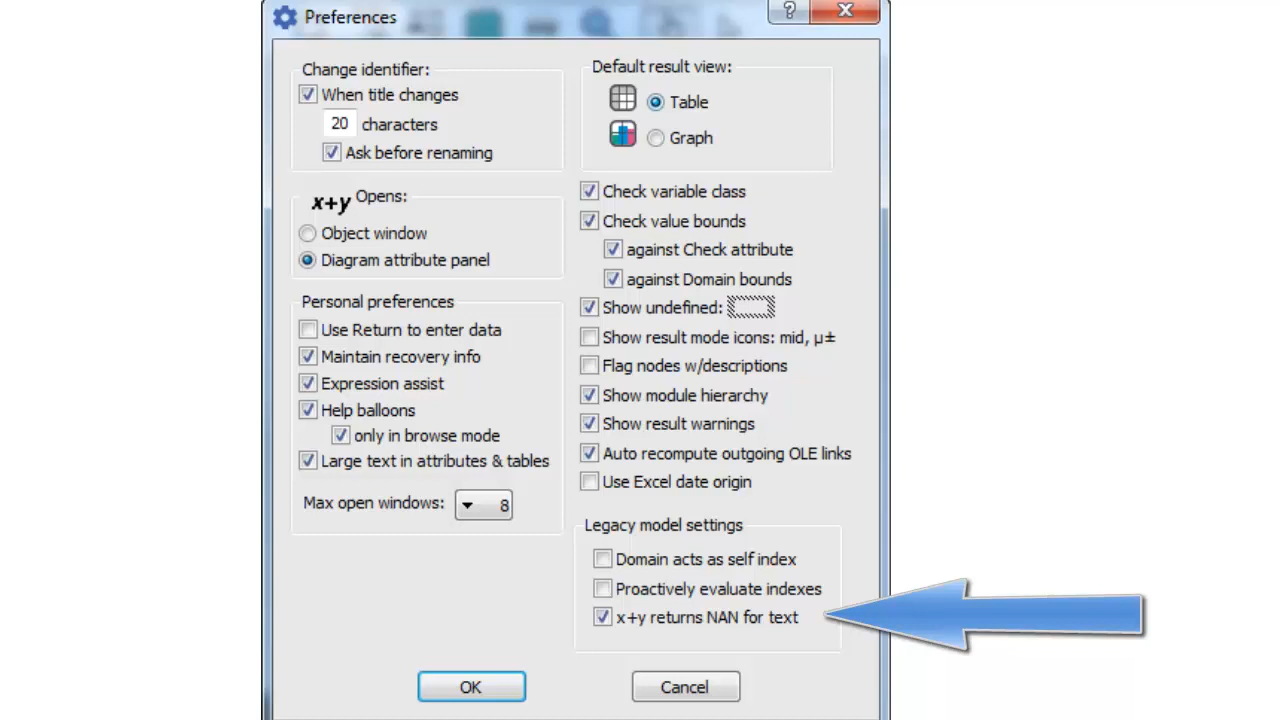 Preferences
?
Change identifier:
When title changes
20 characters
Ask before renaming
x+y Opens:
Object window
Diagram attribute panel
Personal preferences
Use Return to enter data
Maintain recovery info
Expression assist
Help balloons
only in browse mode
Large text in attributes & tables
Max open windows: 8
Default result view:
Table
Graph
Check variable class
Check value bounds
against Check attribute
against Domain bounds
Show undefined:
Show result mode icons: mid, µ±
Flag nodes w/descriptions
Show module hierarchy
Show result warnings
Auto recompute outgoing OLE links
Use Excel date origin
Legacy model settings
Domain acts as self index
Proactively evaluate indexes
x+y returns NAN for text
OK
Cancel